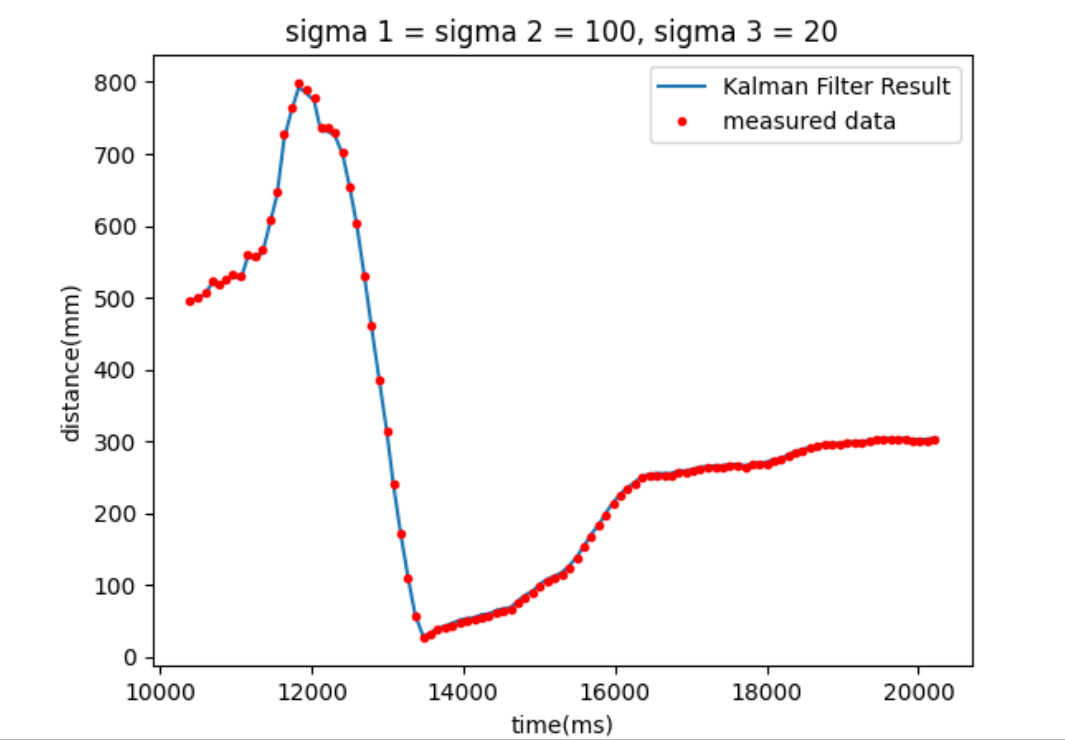 sigma 1 = sigma 2 = 100, sigma 3 = 20
Kalman Filter Result
measured data
800
700
600
500
400
300
200
100
0
distance(mm)
10000 12000 14000 16000 18000 20000
time(ms)